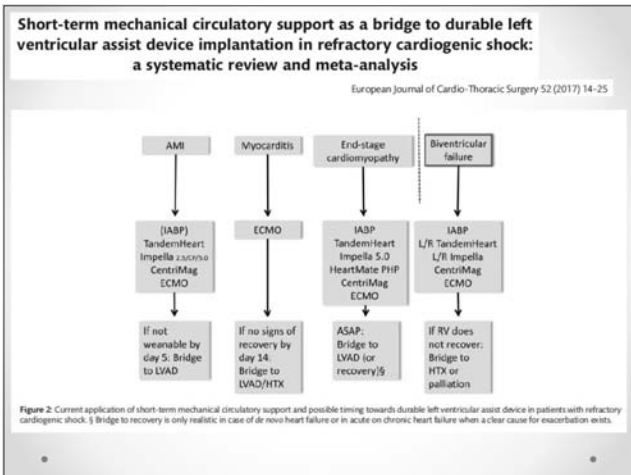 Short-term mechanical circulatory support as a bridge to durable left
ventricular assist device implantation in refractory cardiogenic shock:
a systematic review and meta-analysis
European Journal of Cardio-Thoracic Surgery 52 (2017) 14–25
AMI
(IABP)
TandemHeart
Impella 2.5/CP/5.0
CentriMag
ECMO
If not
weanable by
day 5: Bridge
to LVAD
Myocarditis
ECMO
If no signs of
recovery by
day 14:
Bridge to
LVAD/HTX
End-stage
cardiomyopathy
IABP
TandemHeart
Impella 5.0
HeartMate PHP
CentriMag
ECMO
ASAP:
Bridge to
LVAD (or
recovery)§
Biventricular
failure
IABP
L/R TandemHeart
L/R Impella
CentriMag
ECMO
If RV does
not recover:
Bridge to
HTX or
palliation
Figure 2: Current application of short-term mechanical circulatory support and possible timing towards durable left ventricular assist device in patients with refractory
cardiogenic shock. § Bridge to recovery is only realistic in case of de novo heart failure or in acute on chronic heart failure when a clear cause for exacerbation exists.